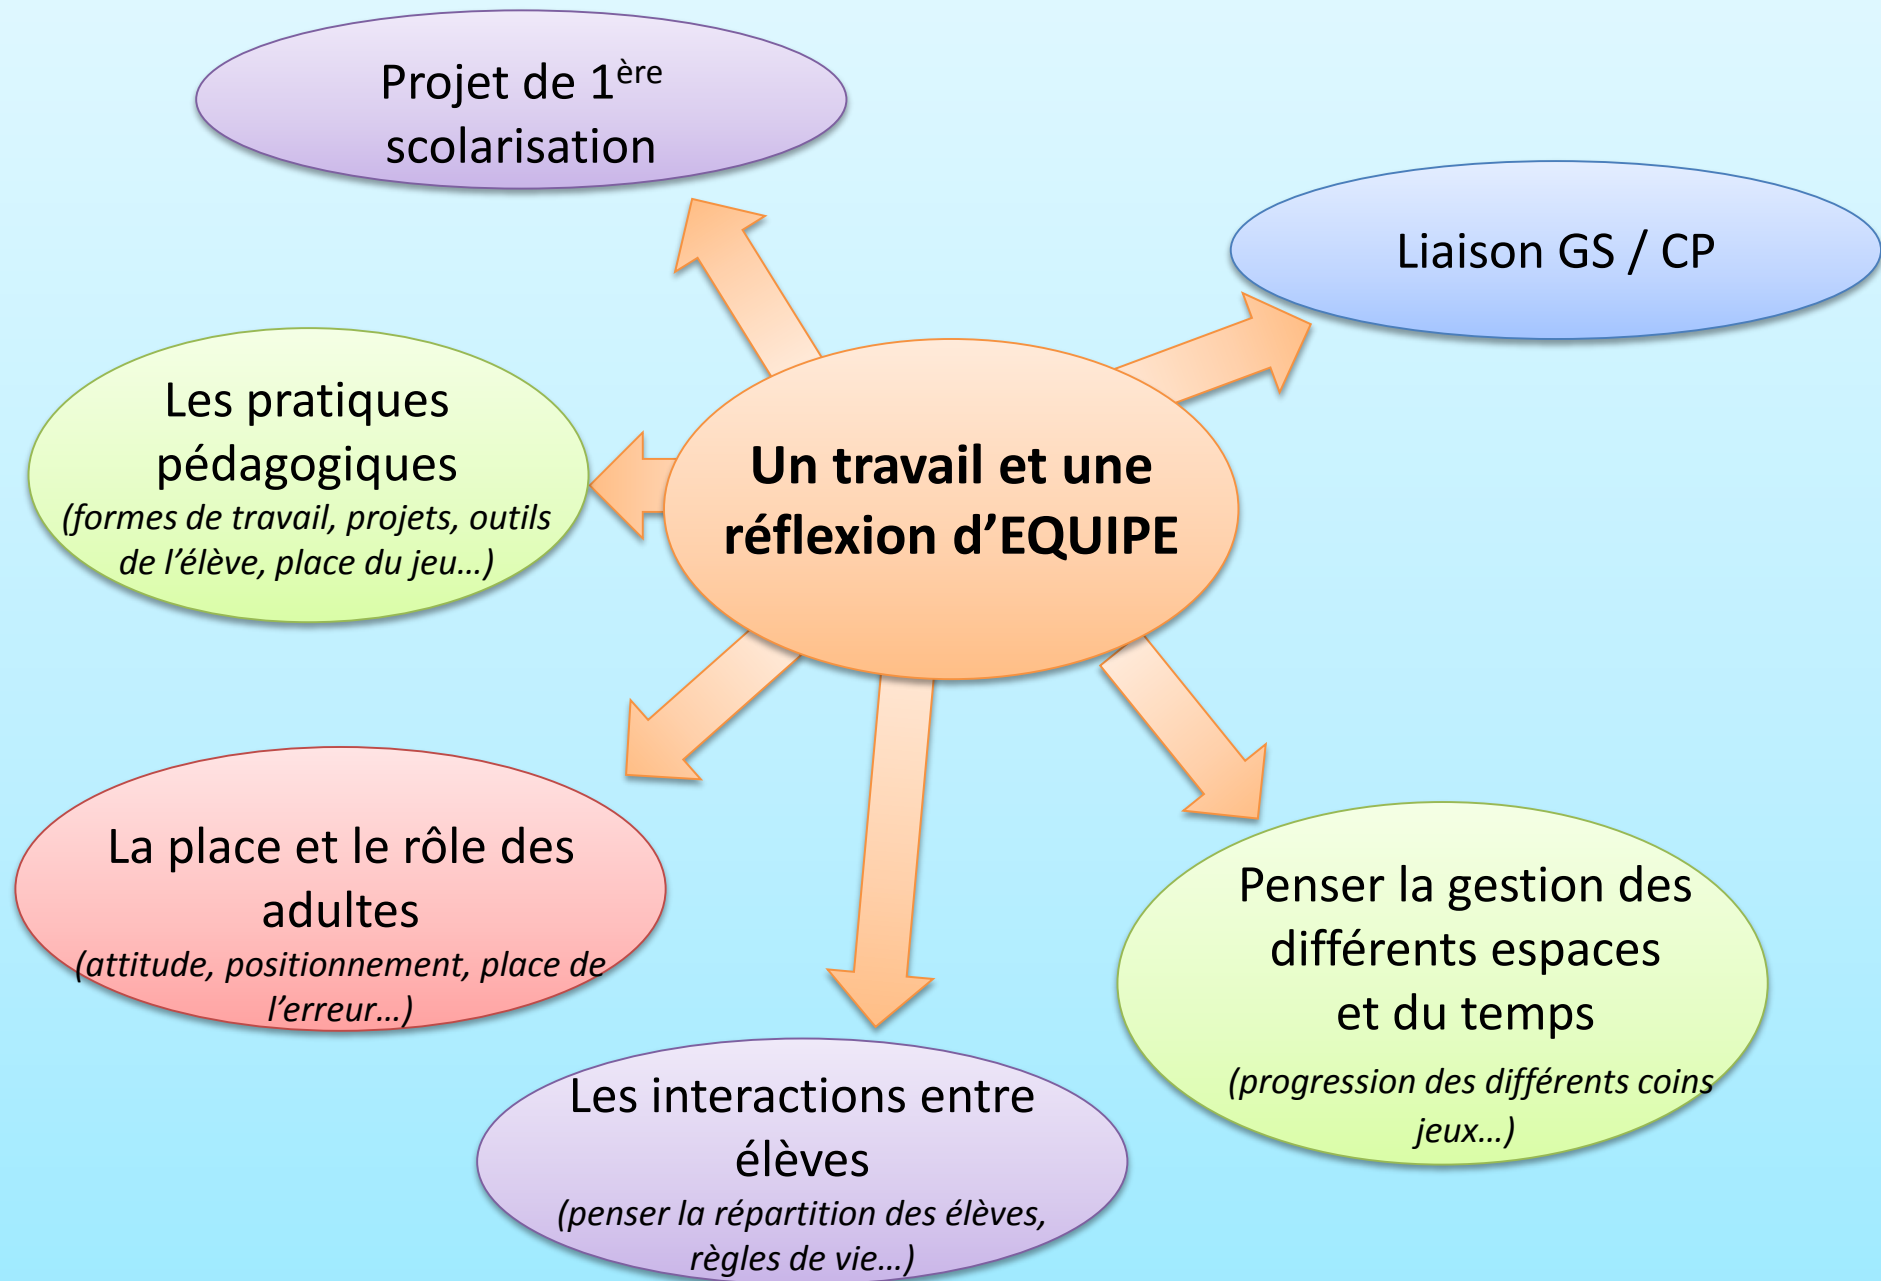 Projet de 1ère
scolarisation
Liaison GS / CP
Les pratiques
pédagogiques
(formes de travail, projets, outils
de l’élève, place du jeu…)
Un travail et une
réflexion d’EQUIPE
La place et le rôle des
adultes
(attitude, positionnement, place de
l’erreur…)
Penser la gestion des
différents espaces
et du temps
(progression des différents coins
jeux…)
Les interactions entre
élèves
(penser la répartition des élèves,
règles de vie…)